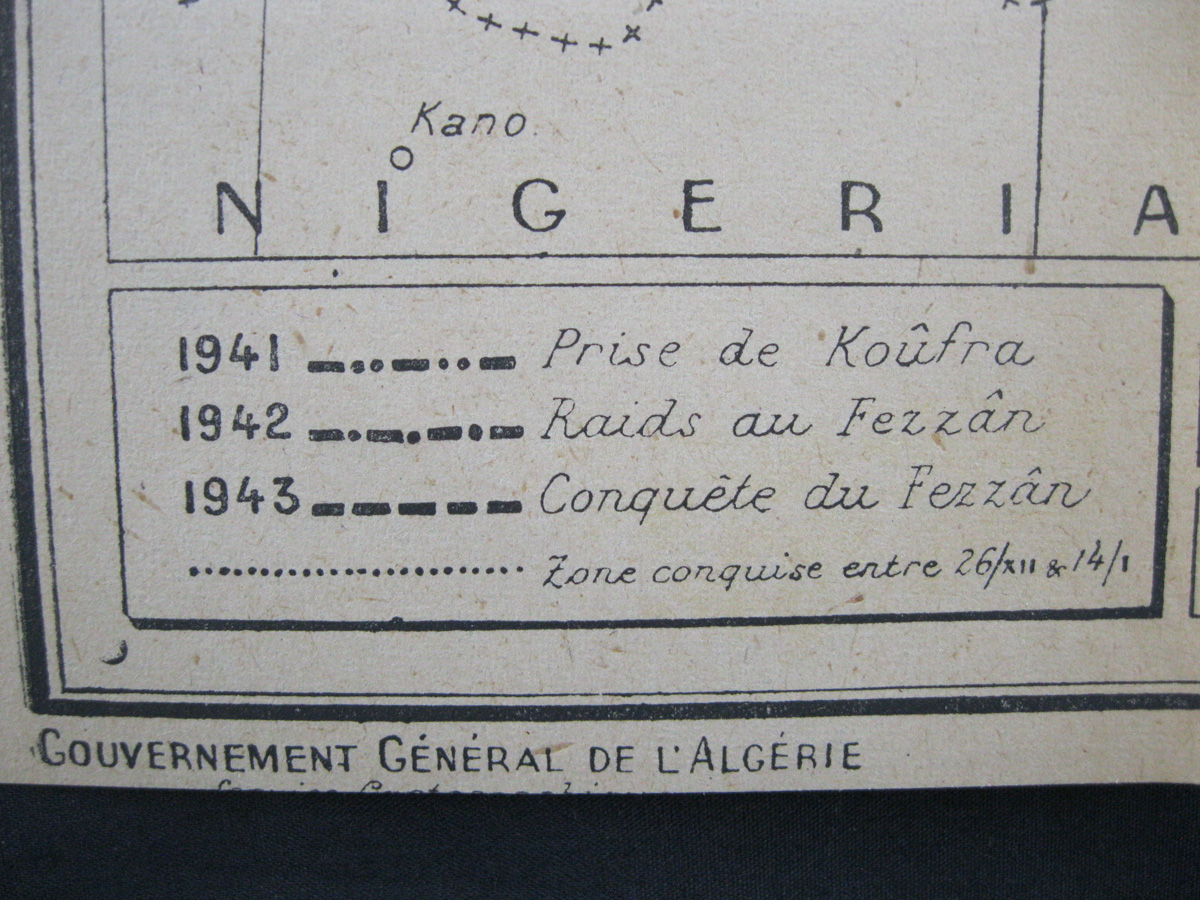 Kano
NIGERIA
1941 Prise de Koûfra
1942 Raids au Fezzân
1943 Conquête du Fezzân
Zone conquise entre 26/XII & 14/I
GOUVERNEMENT GÉNÉRAL DE L'ALGÉRIE